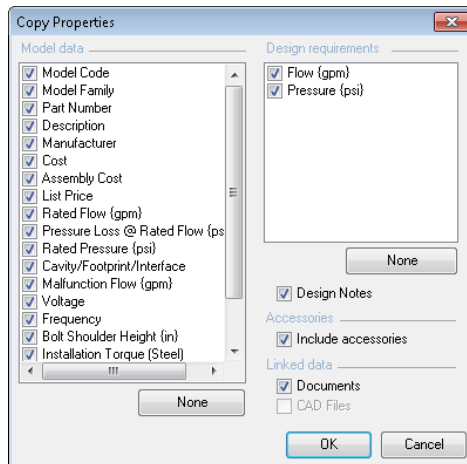 Copy Properties
Model data
Model Code
Model Family
Part Number
Description
Manufacturer
Cost
Assembly Cost
List Price
Rated Flow {gpm}
Pressure Loss @ Rated Flow {ps
Rated Pressure {psi}
Cavity/Footprint/Interface
Malfunction Flow {gpm}
Voltage
Frequency
Bolt Shoulder Height {in}
Installation Torque (Steel)
None
Design requirements
Flow {gpm}
Pressure {psi}
None
Design Notes
Accessories
Include accessories
Linked data
Documents
CAD Files
OK
Cancel